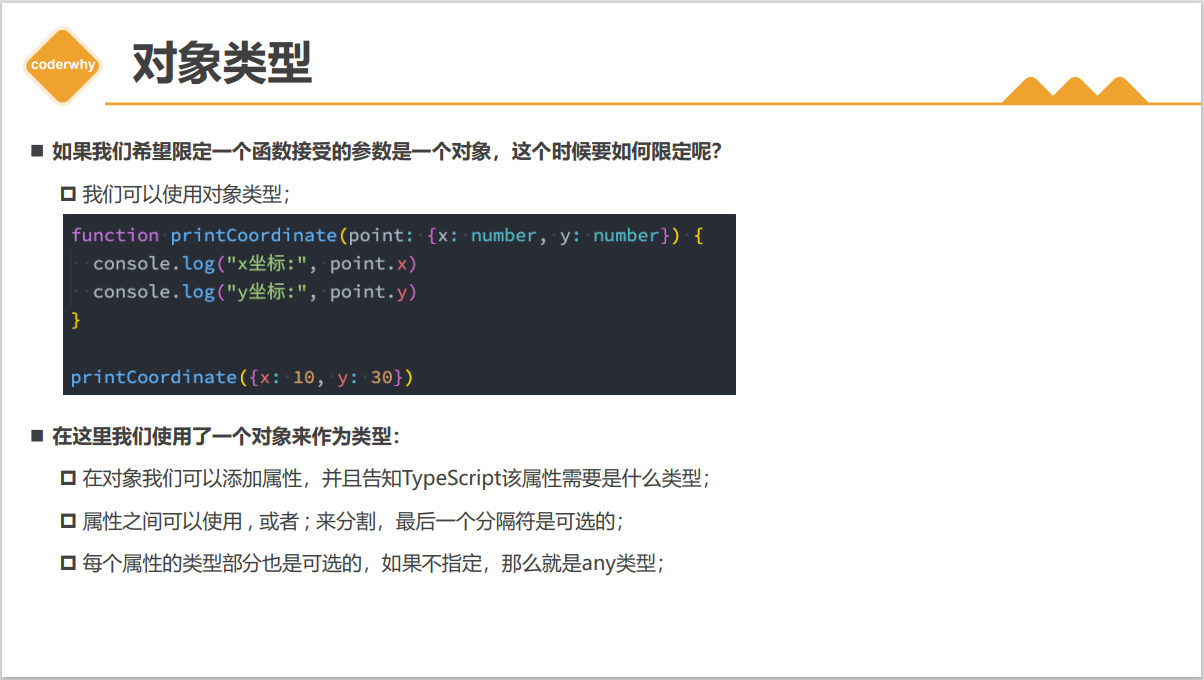 coderwhy
对象类型
如果我们希望限定一个函数接受的参数是一个对象，这个时候要如何限定呢？
我们可以使用对象类型；
function printCoordinate(point: {x: number, y: number}) {
  console.log("x坐标:", point.x)
  console.log("y坐标:", point.y)
}
printCoordinate({x: 10, y: 30})
在这里我们使用了一个对象来作为类型：
在对象我们可以添加属性，并且告知TypeScript该属性需要是什么类型；
属性之间可以使用 , 或者 ; 来分割，最后一个分隔符是可选的；
每个属性的类型部分也是可选的，如果不指定，那么就是any类型；